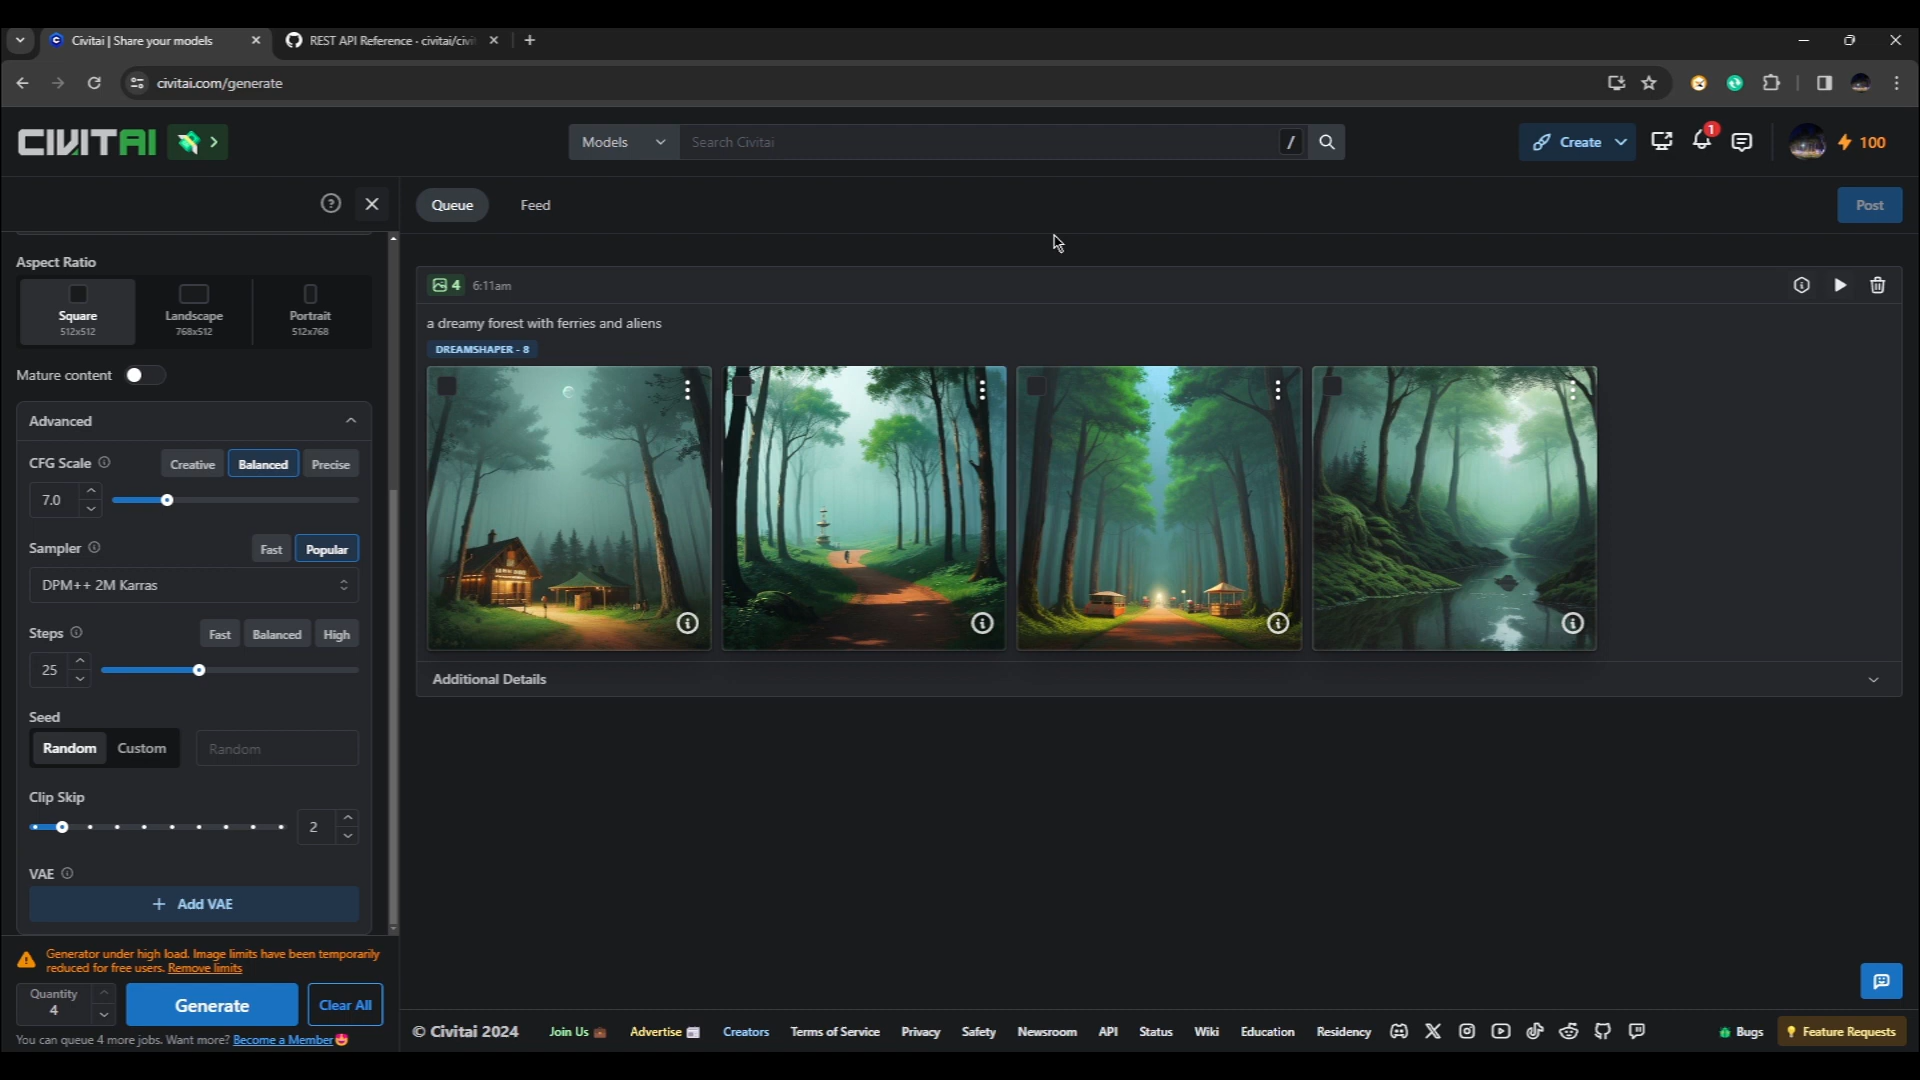 Civitai | Share your models
REST API Reference - civitai/civi
civitai.com/generate
CIVITAI
Models
Search Civitai
/
Create
1
100
Queue
Feed
Post
Aspect Ratio
Square
512x512
Landscape
768x512
Portrait
512x768
Mature content
Advanced
CFG Scale
Creative
Balanced
Precise
7.0
Sampler
Fast
Popular
DPM++ 2M Karras
Steps
Fast
Balanced
High
25
Seed
Random
Custom
Random
Clip Skip
2
VAE
+ Add VAE
Generator under high load. Image limits have been temporarily
reduced for free users. Remove limits
Quantity
4
Generate
Clear All
You can queue 4 more jobs. Want more? Become a Member
4
6:11am
a dreamy forest with ferries and aliens
DREAMSHAPER - 8
Additional Details
© Civitai 2024
Join Us
Advertise
Creators
Terms of Service
Privacy
Safety
Newsroom
API
Status
Wiki
Education
Residency
Bugs
Feature Requests